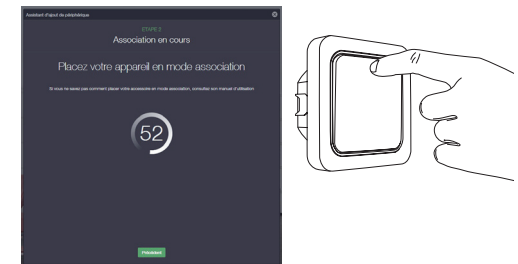 Assistant d'ajout de périphérique
ETAPE 2
Association en cours
Placez votre appareil en mode association
Si vous ne savez pas comment placer votre accessoire en mode association, consultez son manuel d'utilisation
52
Précédent